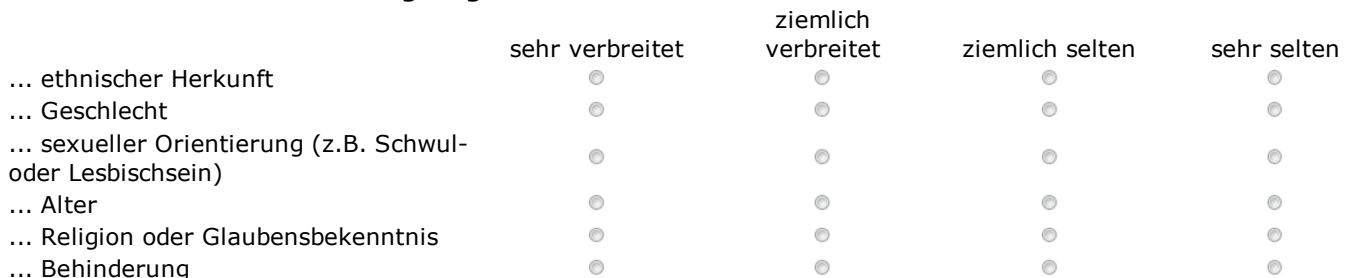 ziemlich
sehr verbreitet verbreitet ziemlich selten sehr selten
... ethnischer Herkunft
... Geschlecht
... sexueller Orientierung (z.B. Schwul-
oder Lesbischsein)
... Alter
... Religion oder Glaubensbekenntnis
... Behinderung